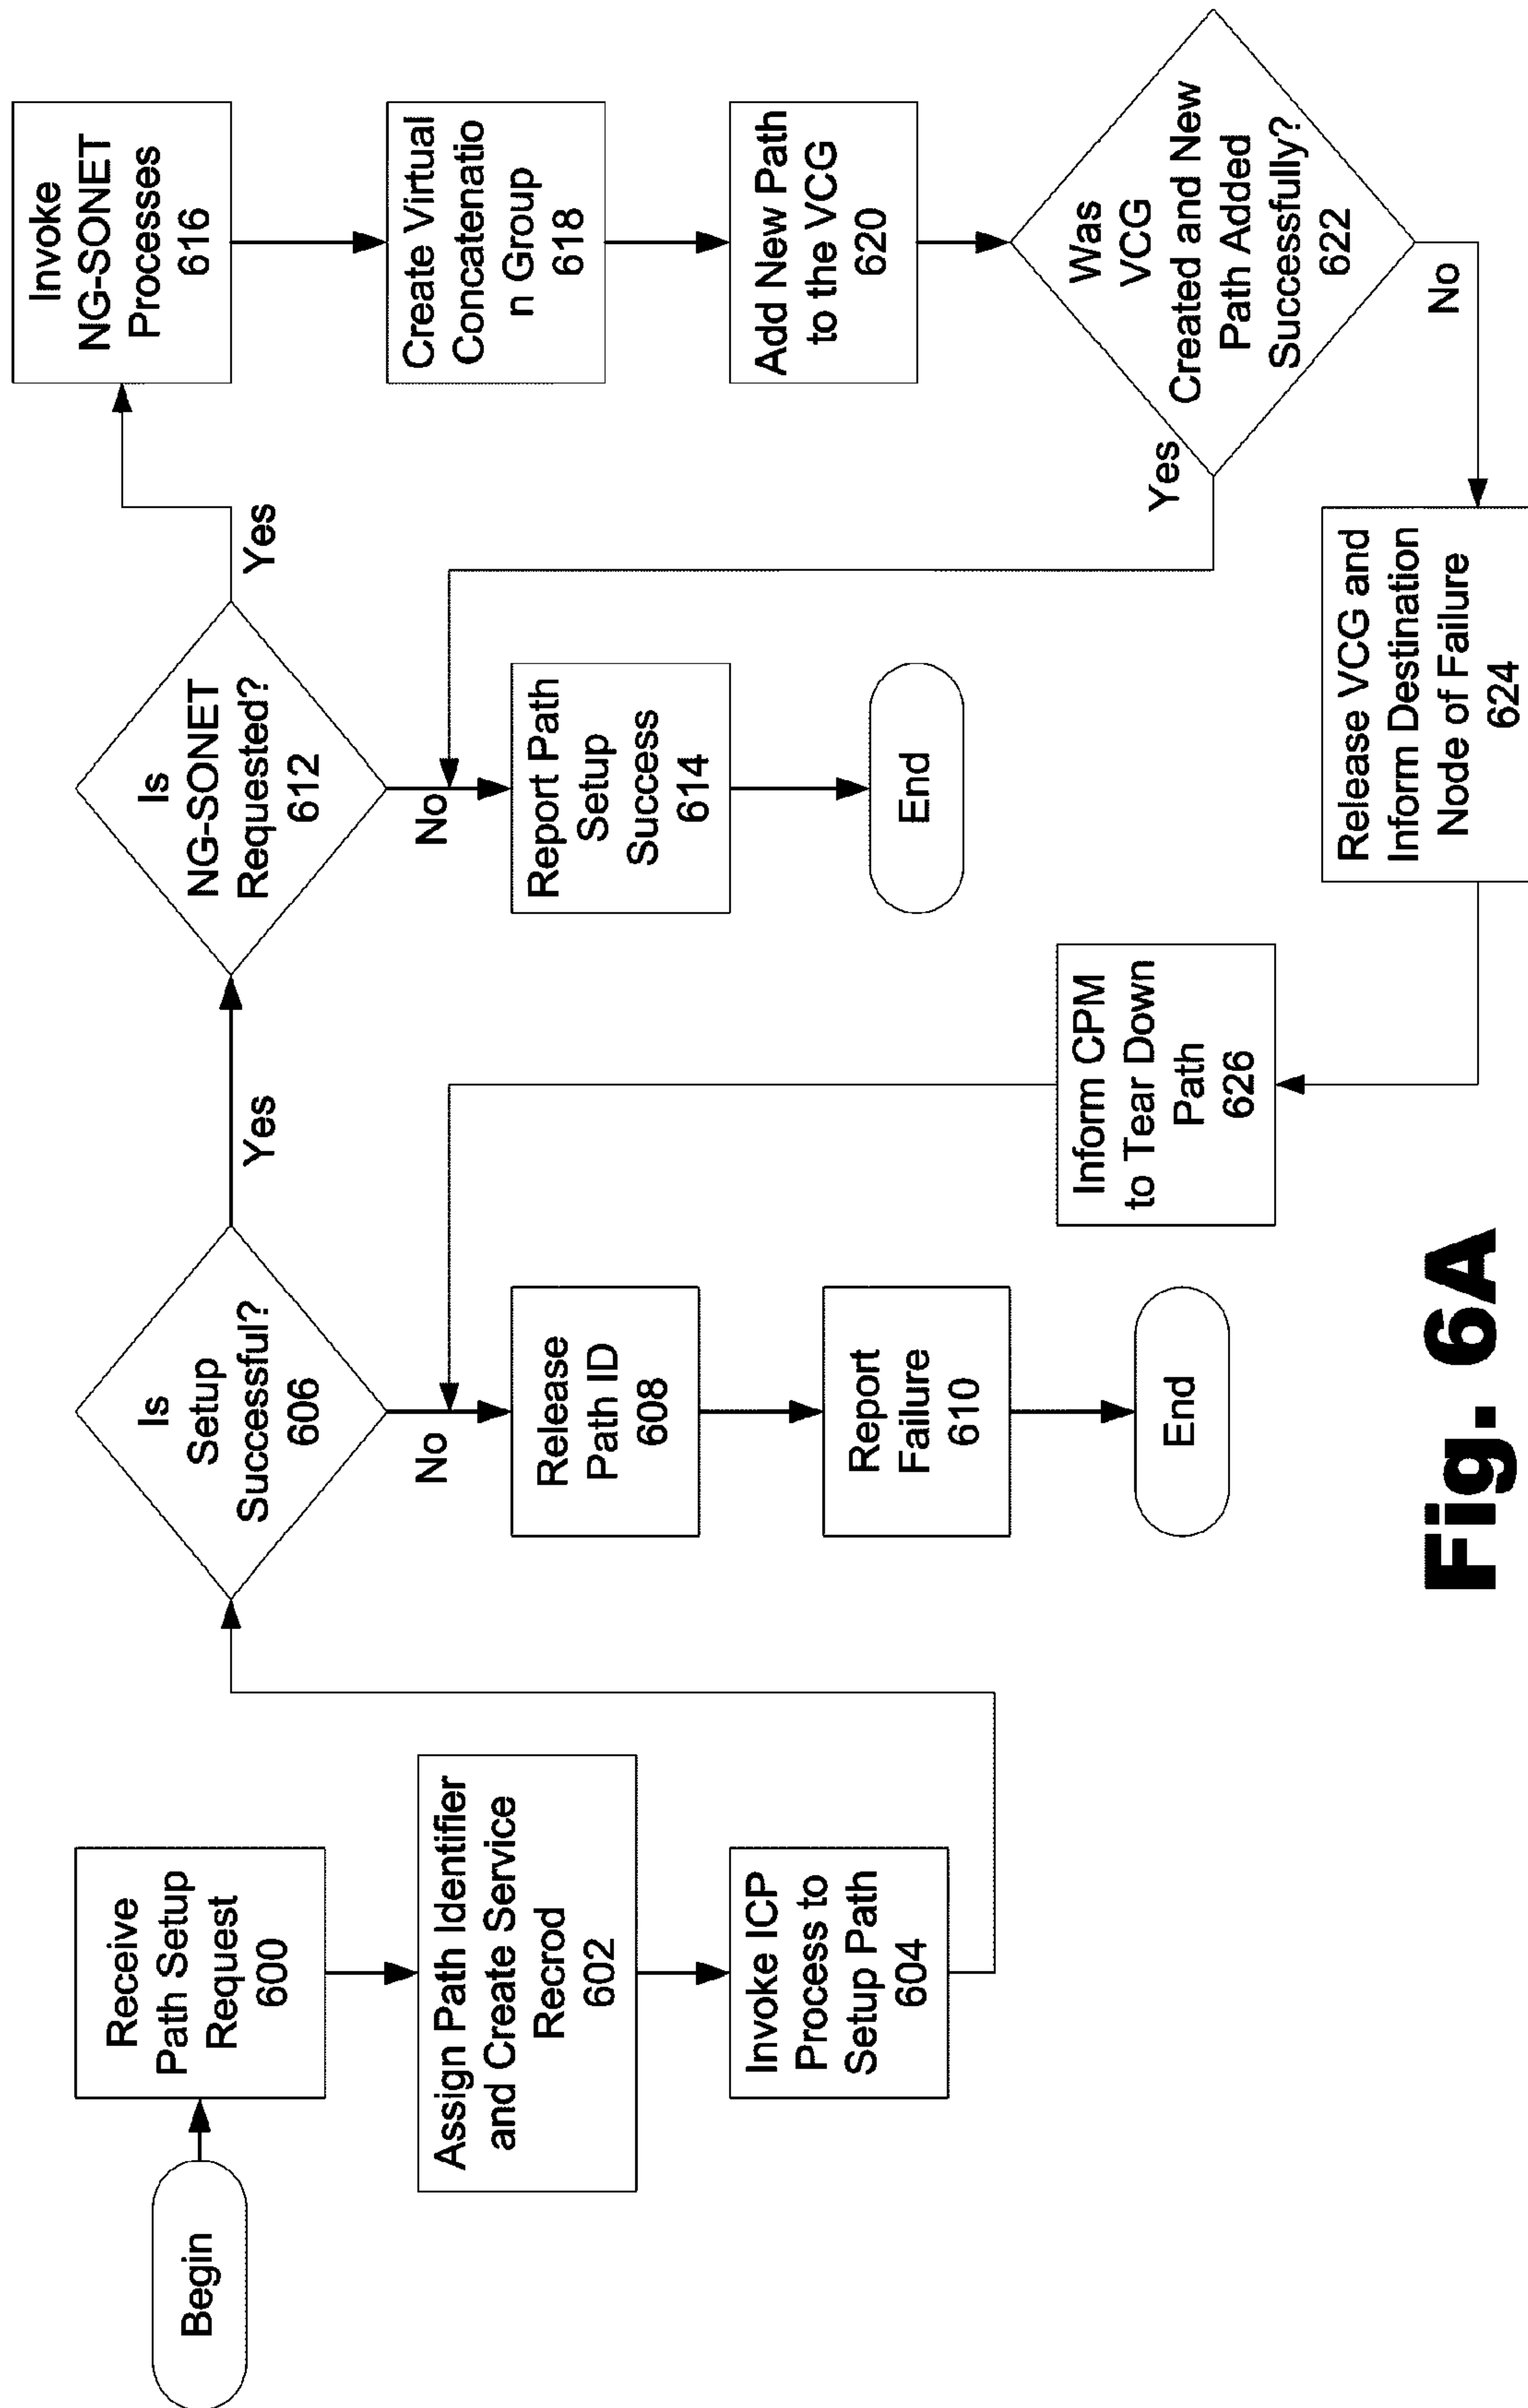 Begin
Receive
Path Setup
Request
600
Assign Path Identifier
and Create Service
Recrod
602
Invoke ICP
Process to
Setup Path
604
Is
Setup
Successful?
606
Yes
No
Release
Path ID
608
Report
Failure
610
End
Is
NG-SONET
Requested?
612
Yes
No
Report Path
Setup
Success
614
End
Invoke
NG-SONET
Processes
616
Create Virtual
Concatenatio
n Group
618
Add New Path
to the VCG
620
Was
VCG
Created and New
Path Added
Successfully?
622
Yes
No
Release VCG and
Inform Destination
Node of Failure
624
Inform CPM
to Tear Down
Path
626
Fig. 6A